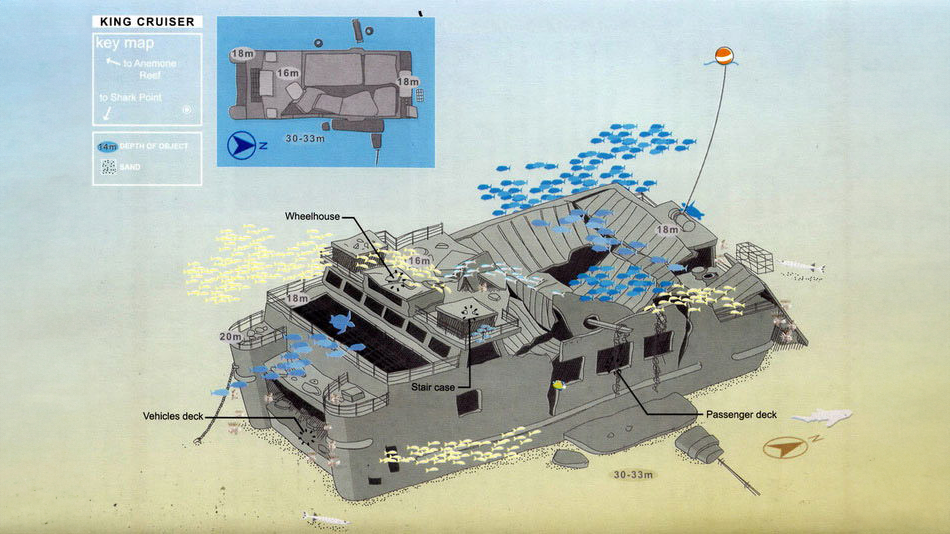 KING CRUISER
key map
to Anemone
Reef
to Shark Point
14m DEPTH OF OBJECT
SAND
18m
16m
18m
30-33m
N
Wheelhouse
16m
18m
18m
20m
Stair case
Vehicles deck
Passenger deck
N
30-33m